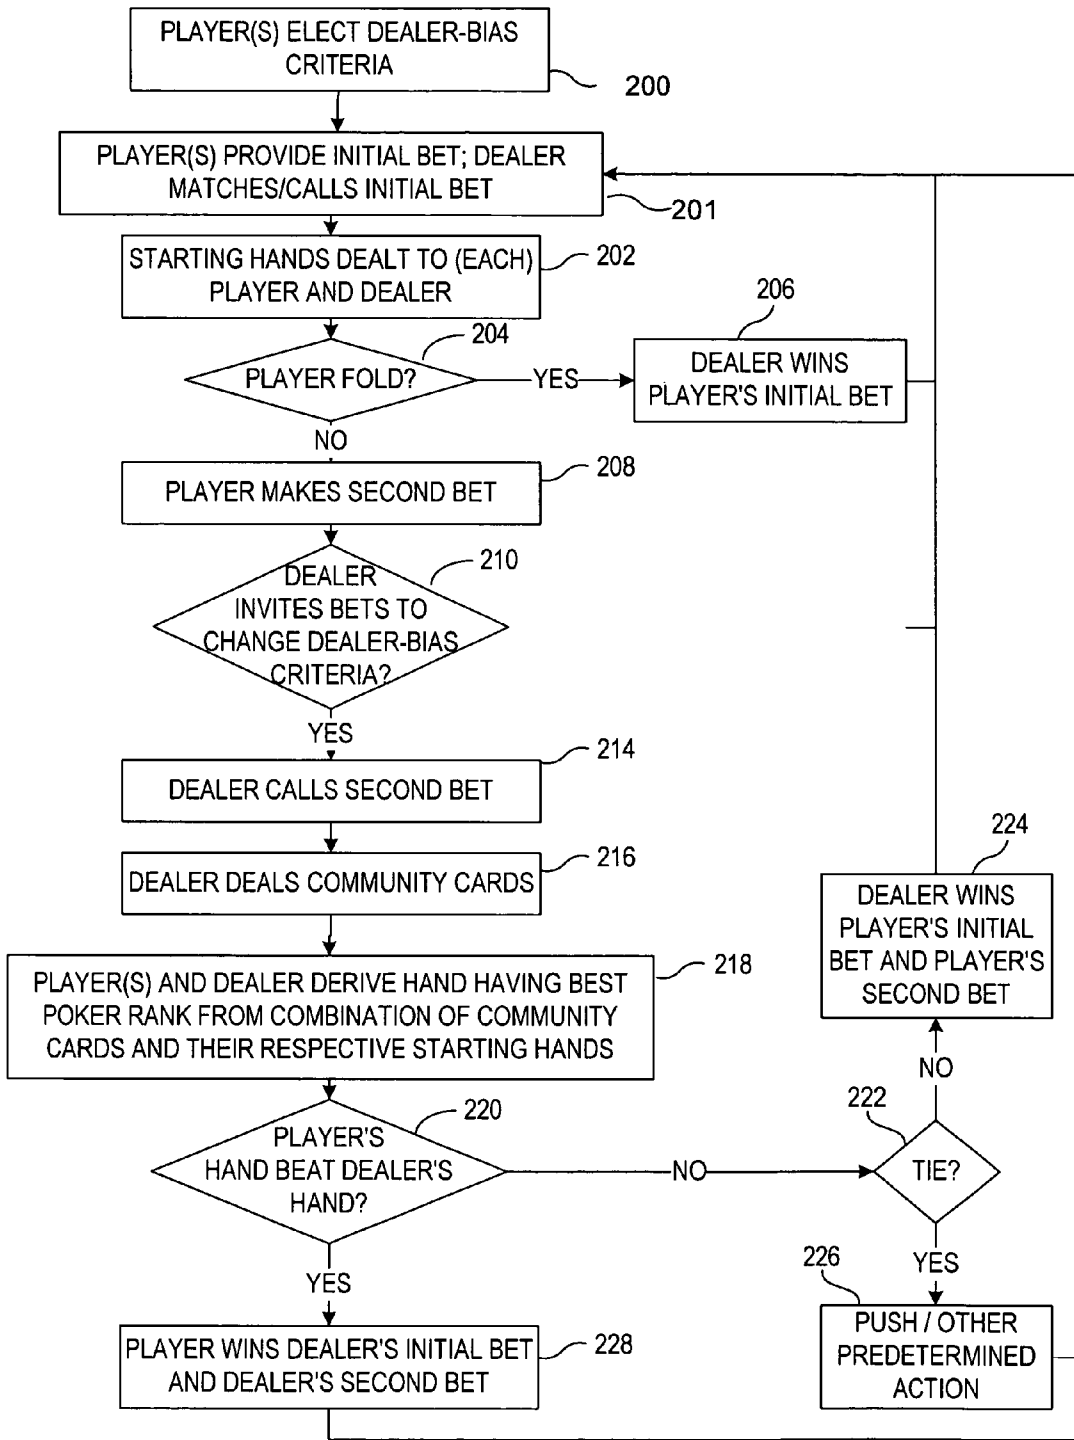 PLAYER(S) ELECT DEALER-BIAS
CRITERIA
200
PLAYER(S) PROVIDE INITIAL BET; DEALER
MATCHES/CALLS INITIAL BET
201
STARTING HANDS DEALT TO (EACH)
PLAYER AND DEALER
202
204
PLAYER FOLD?
YES
206
DEALER WINS
PLAYER'S INITIAL BET
NO
208
PLAYER MAKES SECOND BET
210
DEALER
INVITES BETS TO
CHANGE DEALER-BIAS
CRITERIA?
YES
214
DEALER CALLS SECOND BET
216
DEALER DEALS COMMUNITY CARDS
218
PLAYER(S) AND DEALER DERIVE HAND HAVING BEST
POKER RANK FROM COMBINATION OF COMMUNITY
CARDS AND THEIR RESPECTIVE STARTING HANDS
220
PLAYER'S
HAND BEAT DEALER'S
HAND?
NO
222
TIE?
NO
224
DEALER WINS
PLAYER'S INITIAL
BET AND PLAYER'S
SECOND BET
YES
226
PUSH / OTHER
PREDETERMINED
ACTION
YES
PLAYER WINS DEALER'S INITIAL BET
AND DEALER'S SECOND BET
228